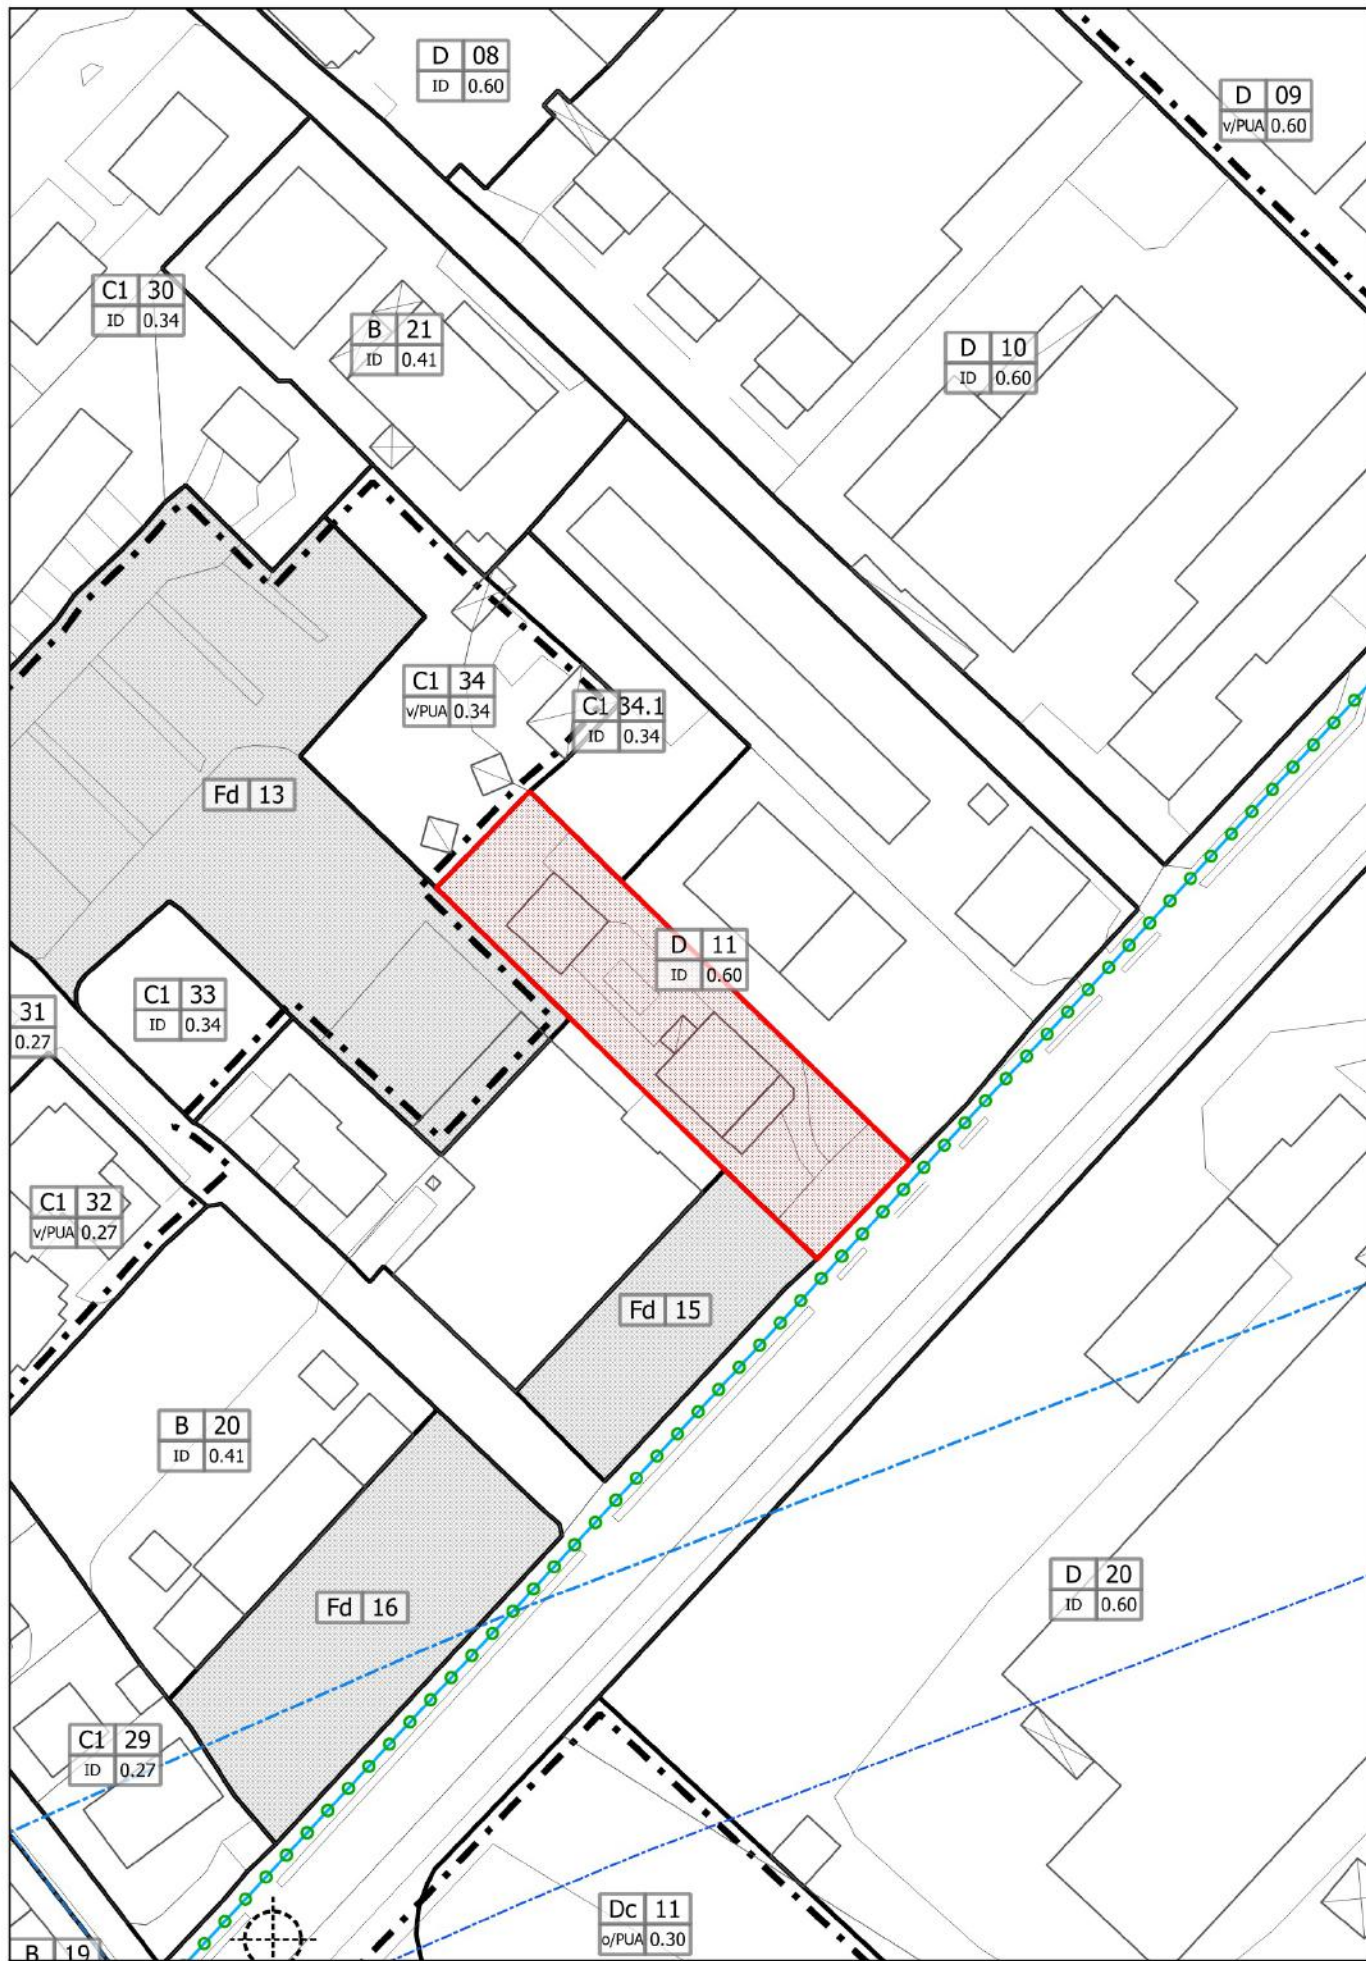 D 08
ID 0.60
D 09
v/PUA 0.60
C1 30
ID 0.34
B 21
ID 0.41
D 10
ID 0.60
C1 34
v/PUA 0.34
C1 34.1
ID 0.34
Fd 13
D 11
ID 0.60
C1 33
ID 0.34
31
0.27
C1 32
v/PUA 0.27
Fd 15
B 20
ID 0.41
Fd 16
D 20
ID 0.60
C1 29
ID 0.27
Dc 11
o/PUA 0.30
B 19